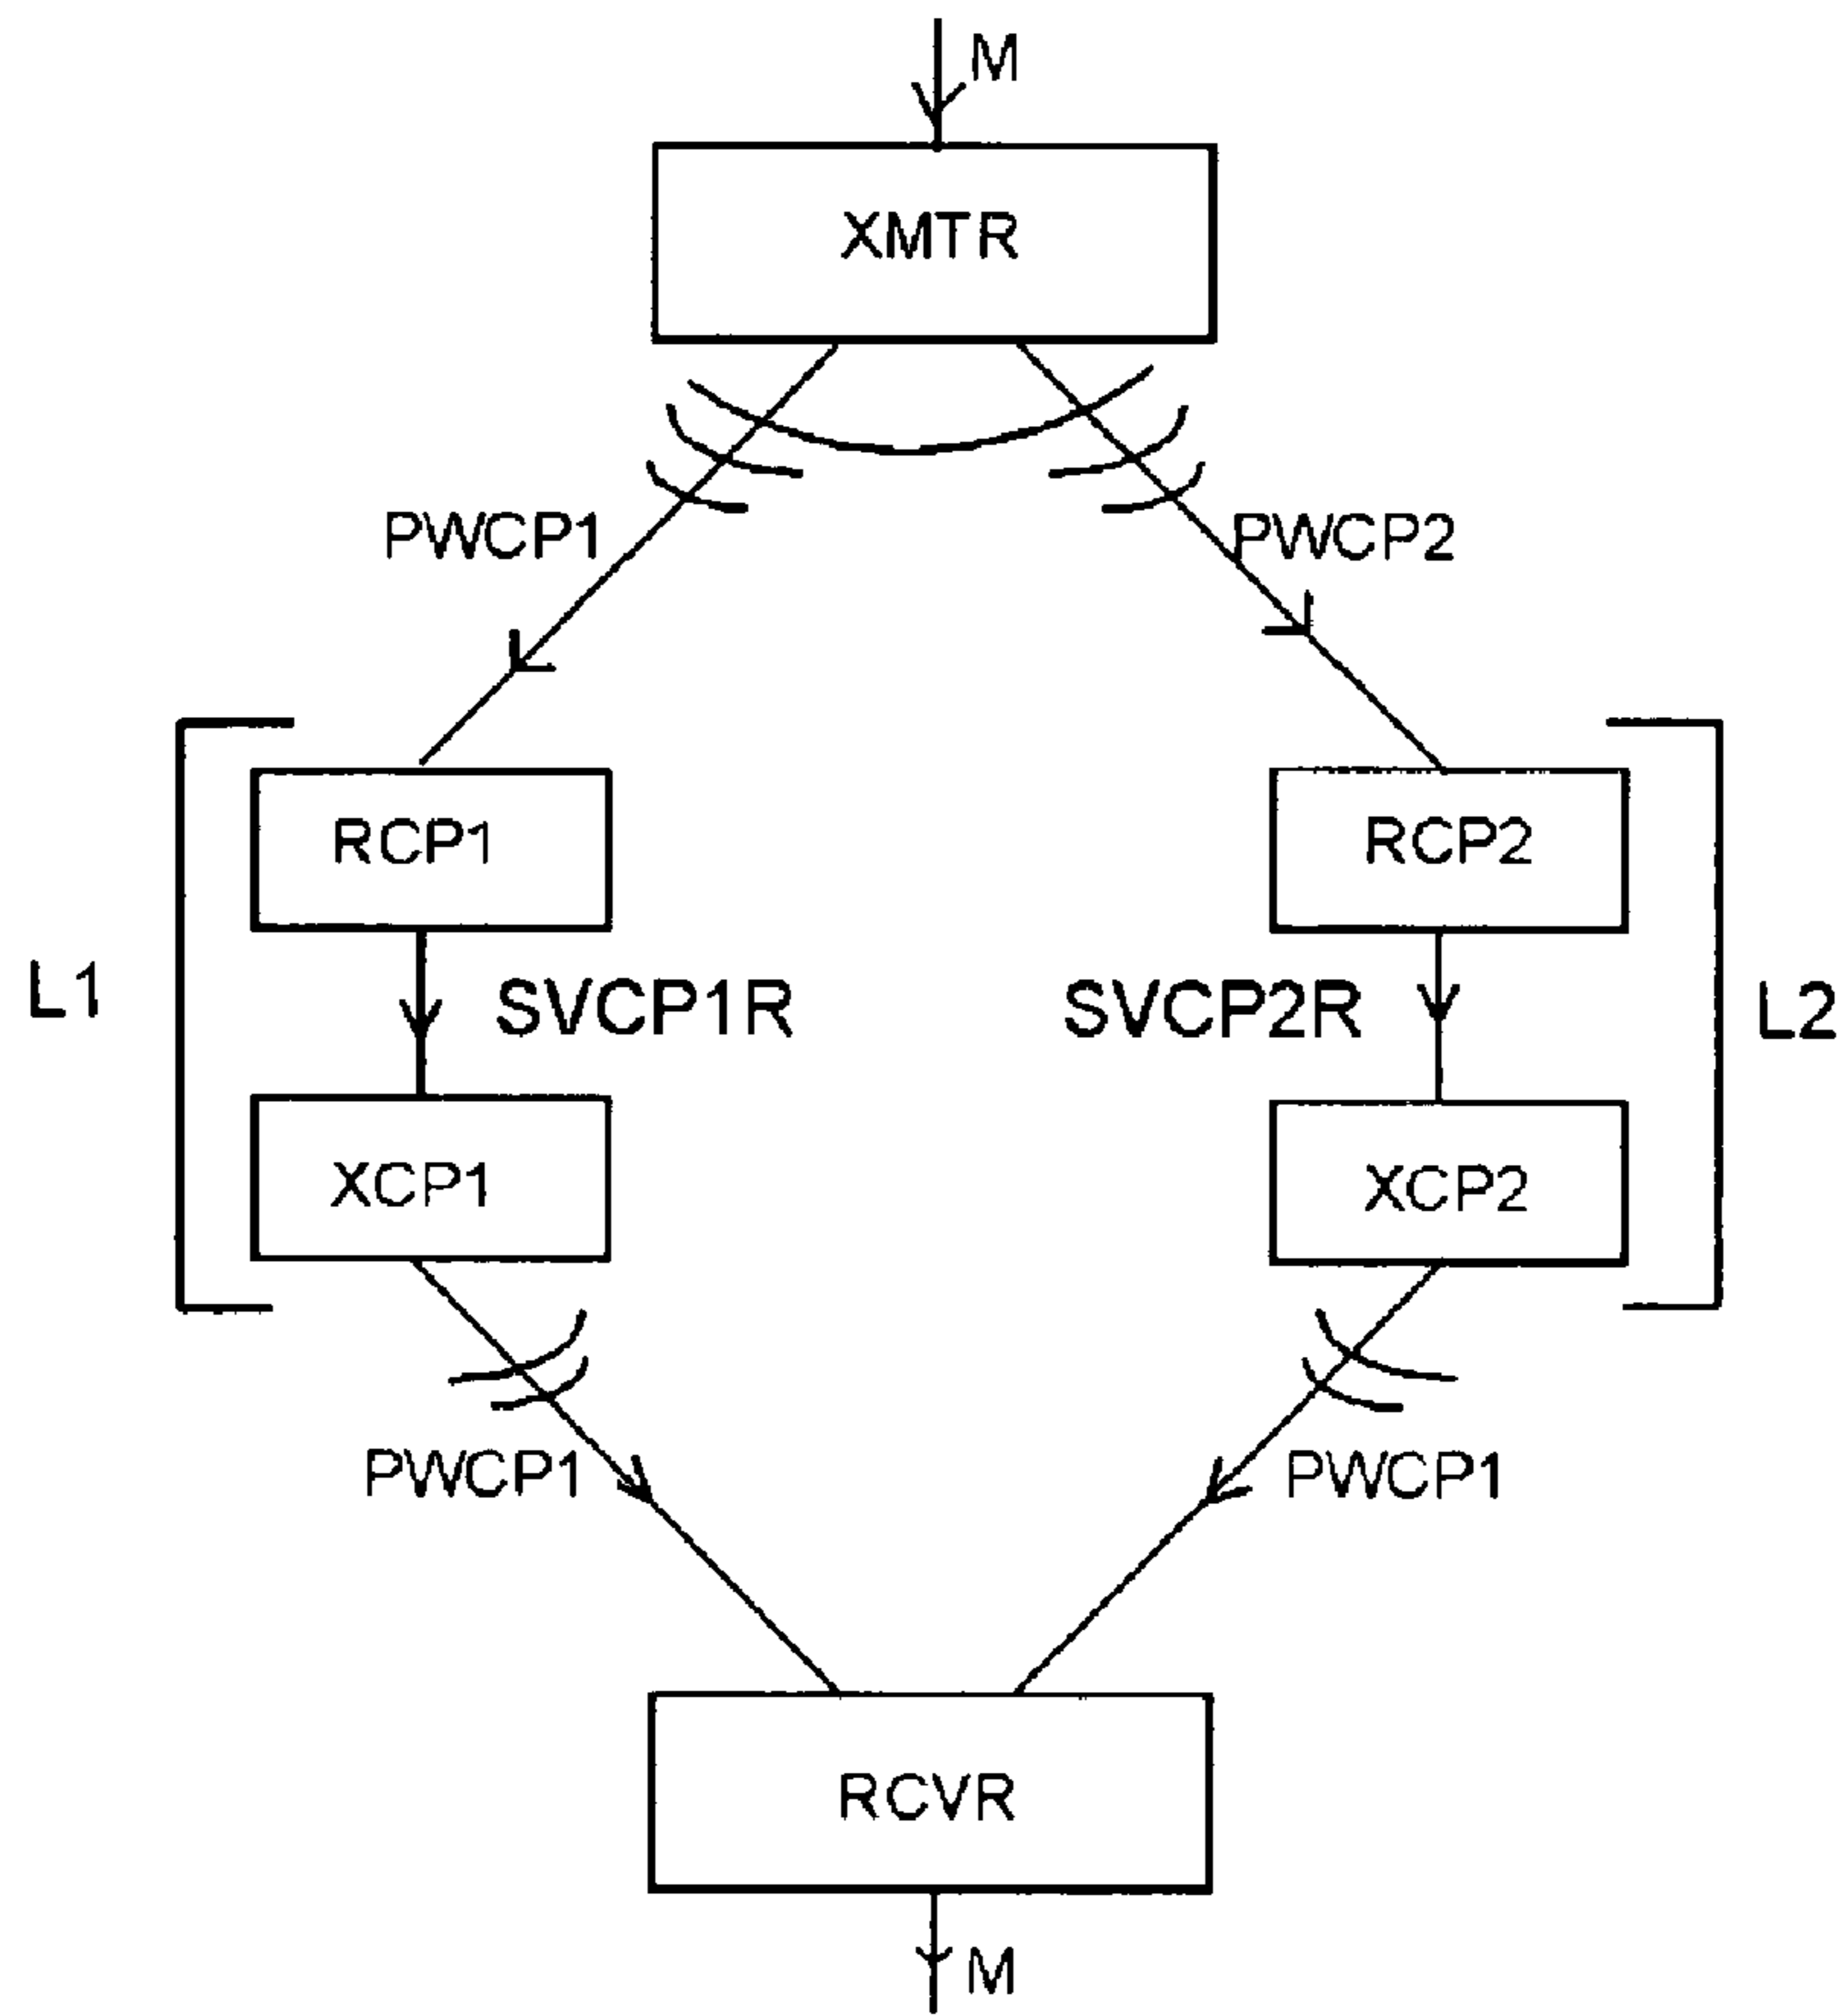 M
XMTR
PWCP1
PWCP2
RCP1
RCP2
L1
SVCP1R
SVCP2R
L2
XCP1
XCP2
PWCP1
PWCP1
RCVR
M